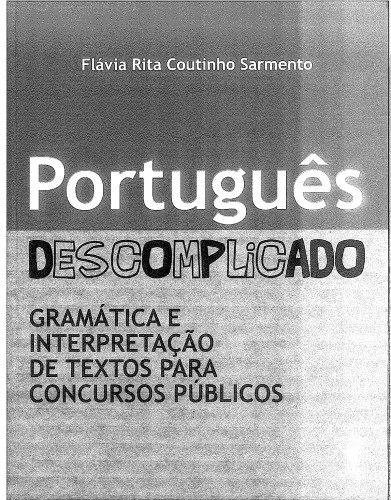 Flávia Rita Coutinho Sarmento
Português
DESCOMPLiCADO
GRAMÁTICA E
INTERPRETAÇÃO
DE TEXTOS PARA
CONCURSOS PÚBLICOS